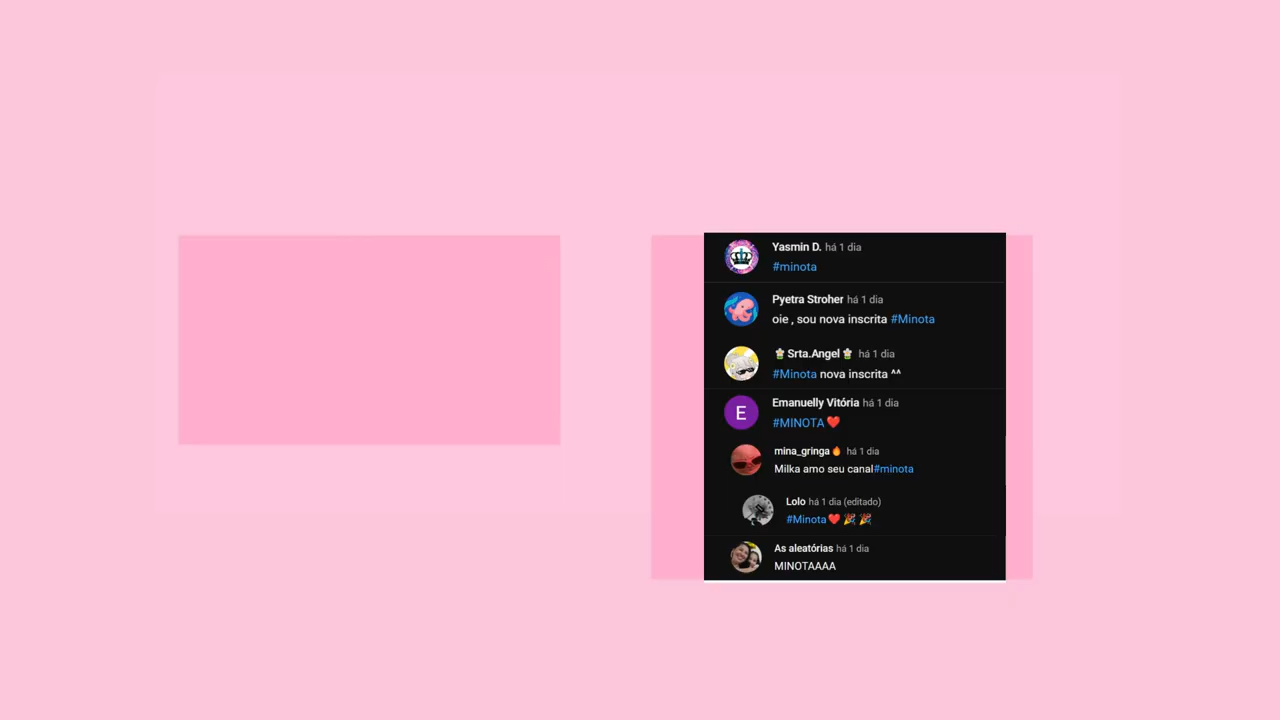 Yasmin D. há 1 dia
#minota
Pyetra Stroher há 1 dia
oie , sou nova inscrita #Minota
Srta.Angel há 1 dia
#Minota nova inscrita ^^
Emanuelly Vitória há 1 dia
E
#MINOTA❤️
mina_gringa🔥 há 1 dia
Milka amo seu canal#minota
Lolo há 1 dia (editado)
#Minota❤️🎉🎉
As aleatórias há 1 dia
MINOTAAAA